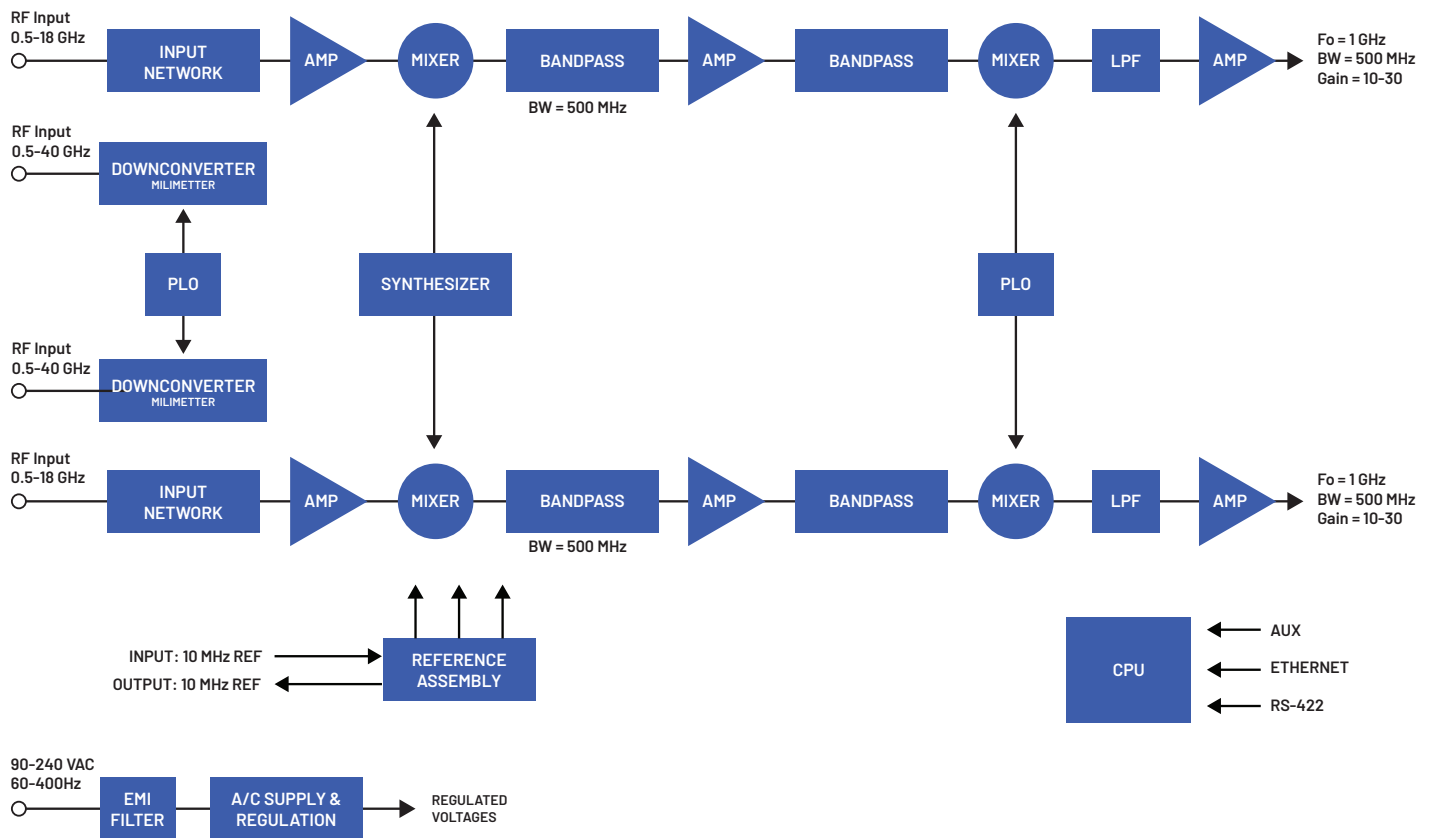 RF Input
0.5-18 GHz
INPUT
NETWORK
AMP
MIXER
BANDPASS
BW = 500 MHz
AMP
BANDPASS
MIXER
LPF
AMP
Fo = 1 GHz
BW = 500 MHz
Gain = 10-30
RF Input
0.5-40 GHz
DOWNCONVERTER
MILIMETTER
PLO
SYNTHESIZER
PLO
RF Input
0.5-40 GHz
DOWNCONVERTER
MILIMETTER
RF Input
0.5-18 GHz
INPUT
NETWORK
AMP
MIXER
BANDPASS
BW = 500 MHz
AMP
BANDPASS
MIXER
LPF
AMP
Fo = 1 GHz
BW = 500 MHz
Gain = 10-30
INPUT: 10 MHz REF
OUTPUT: 10 MHz REF
REFERENCE
ASSEMBLY
CPU
AUX
ETHERNET
RS-422
90-240 VAC
60-400Hz
EMI
FILTER
A/C SUPPLY &
REGULATION
REGULATED
VOLTAGES